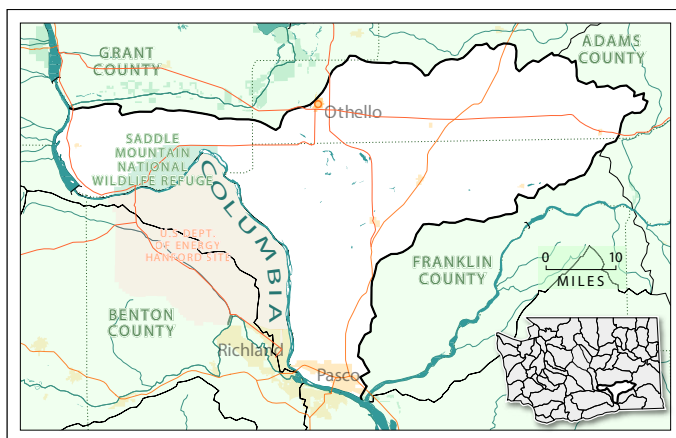 GRANT
COUNTY
ADAMS
COUNTY
Othello
SADDLE
MOUNTAIN
NATIONAL
WILDLIFE REFUGE
COLUMBIA
U.S DEPT.
OF ENERGY
HANFORD SITE
FRANKLIN
COUNTY
0 10
MILES
BENTON
COUNTY
Richland
Pasco